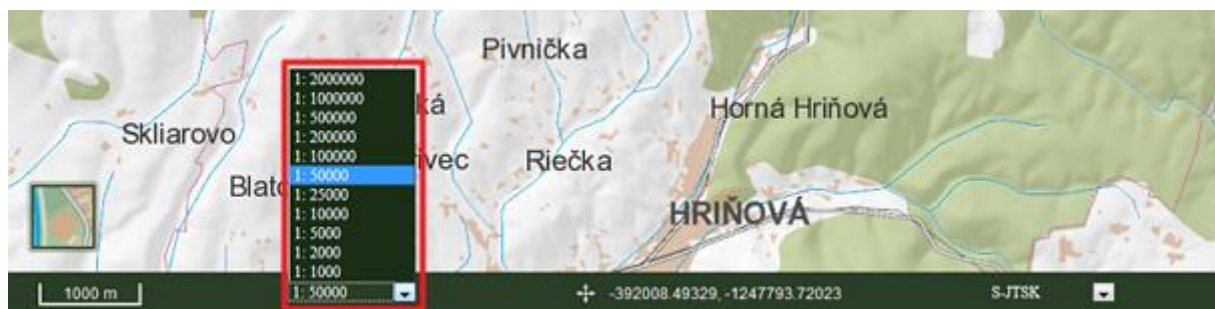 Pivnička
1: 2000000
1: 1000000
1: 500000
1: 200000
1: 100000
1: 50000
1: 25000
1: 10000
1: 5000
1: 2000
1: 1000
1: 50000
ká
Horná Hriňová
Skliarovo
ivec
Riečka
Blato
HRIŇOVÁ
1000 m
-392008.49329, -1247793.72023
S-JTSK